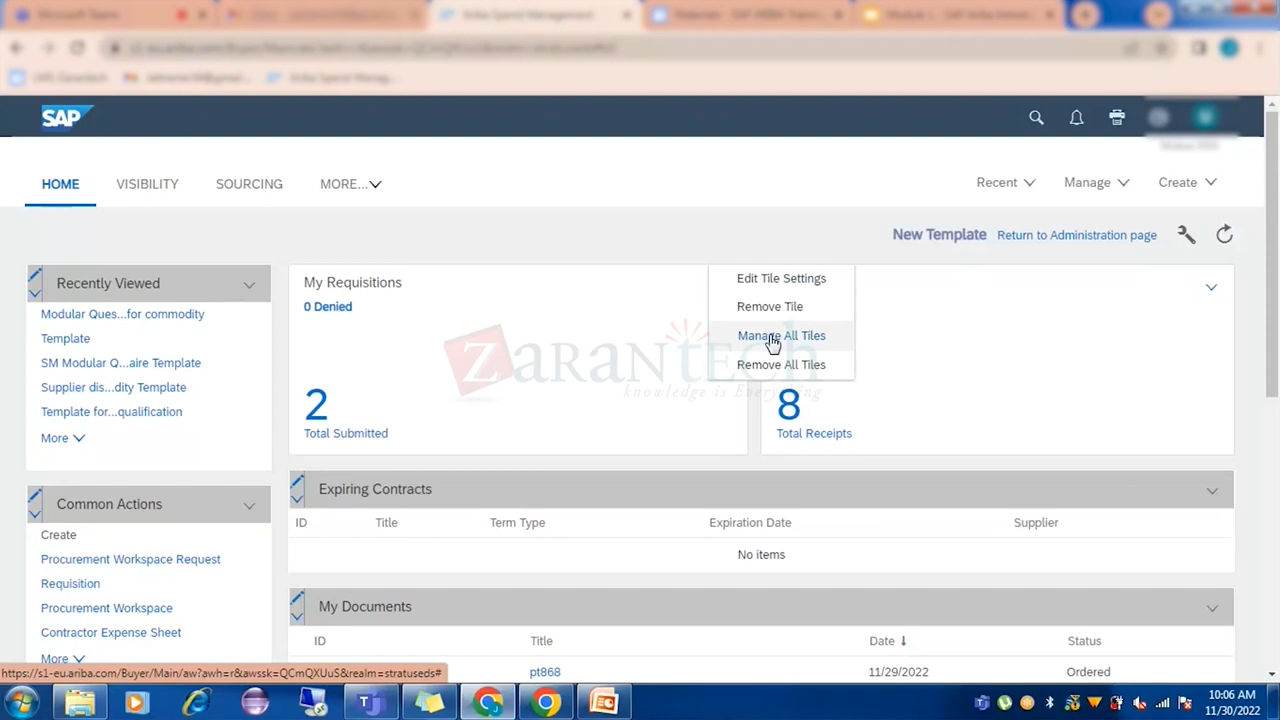 SAP
HOME VISIBILITY SOURCING MORE... Recent Manage Create
New Template Return to Administration page
Recently Viewed
Modular Ques...for commodity
Template
SM Modular Q...aire Template
Supplier dis...dity Template
Template for...qualification
More
My Requisitions
0 Denied
2
Total Submitted
Edit Tile Settings
Remove Tile
Manage All Tiles
Remove All Tiles
8
Total Receipts
ZARANTECH
knowledge is Everything
Expiring Contracts
ID Title Term Type Expiration Date Supplier
No items
Common Actions
Create
Procurement Workspace Request
Requisition
Procurement Workspace
Contractor Expense Sheet
More
My Documents
ID Title Date Status
pt868 11/29/2022 Ordered
https://s1-eu.ariba.com/Buyer/Main/aw?awh=r&awssk=QCmQXUuS&realm=stratuseds#
10:06 AM
11/30/2022